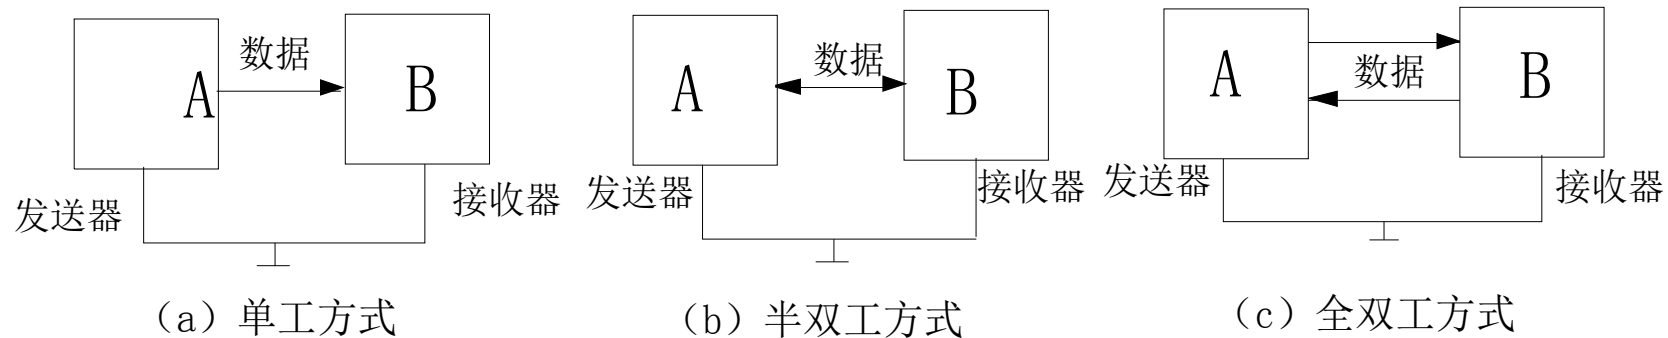 A
数据
B
发送器
接收器
(a)单工方式
A
数据
B
发送器
接收器
(b)半双工方式
A
数据
B
发送器
接收器
(c)全双工方式